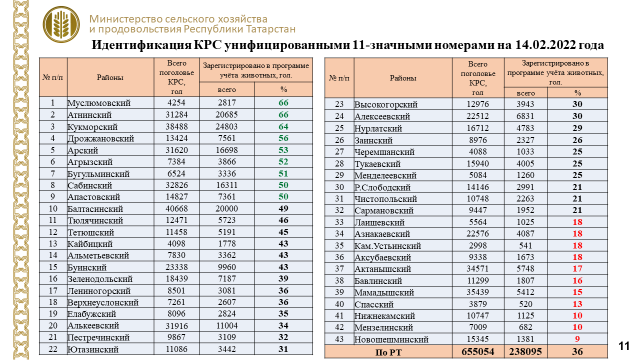 Министерство сельского хозяйства
и продовольствия Республики Татарстан
Идентификация КРС унифицированными 11-значными номерами на 14.02.2022 года
№ п/п Районы Всего поголовье КРС, гол Зарегистрировано в программе учёта животных, гол.
всего %
1 Муслюмовский 4254 2817 66
2 Атнинский 31284 20685 66
3 Кукморский 38488 24803 64
4 Дрожжановский 13424 7561 56
5 Арский 31620 16698 53
6 Агрызский 7384 3866 52
7 Бугульминский 6524 3336 51
8 Сабинский 32826 16311 50
9 Апастовский 14827 7361 50
10 Балтасинский 40668 20000 49
11 Тюлячинский 12471 5723 46
12 Тетюшский 11458 5191 45
13 Кайбицкий 4098 1778 43
14 Альметьевский 7830 3362 43
15 Буинский 23338 9960 43
16 Зеленодольский 18439 7187 39
17 Лениногорский 8501 3081 36
18 Верхнеуслонский 7261 2607 36
19 Елабужский 8096 2824 35
20 Алькеевский 31916 11004 34
21 Пестречинский 9867 3109 32
22 Ютазинский 11086 3442 31
№ п/п Районы Всего поголовье КРС, гол Зарегистрировано в программе учёта животных, гол.
всего %
23 Высокогорский 12976 3943 30
24 Алексеевский 22512 6831 30
25 Нурлатский 16712 4783 29
26 Заинский 8976 2327 26
27 Черемшанский 4088 1033 25
28 Тукаевский 15940 4005 25
29 Менделеевский 5084 1260 25
30 Р.Слободский 14146 2991 21
31 Чистопольский 10748 2263 21
32 Сармановский 9447 1952 21
33 Лаишевский 5564 1025 18
34 Азнакаевский 22576 4087 18
35 Кам.Устьинский 2998 541 18
36 Аксубаевский 9338 1673 18
37 Актанышский 34571 5748 17
38 Бавлинский 11299 1807 16
39 Мамадышский 35439 5412 15
40 Спасский 3879 520 13
41 Нижнекамский 10747 1125 10
42 Мензелинский 7009 682 10
43 Новошешминский 15345 1381 9
По РТ 655054 238095 36
11